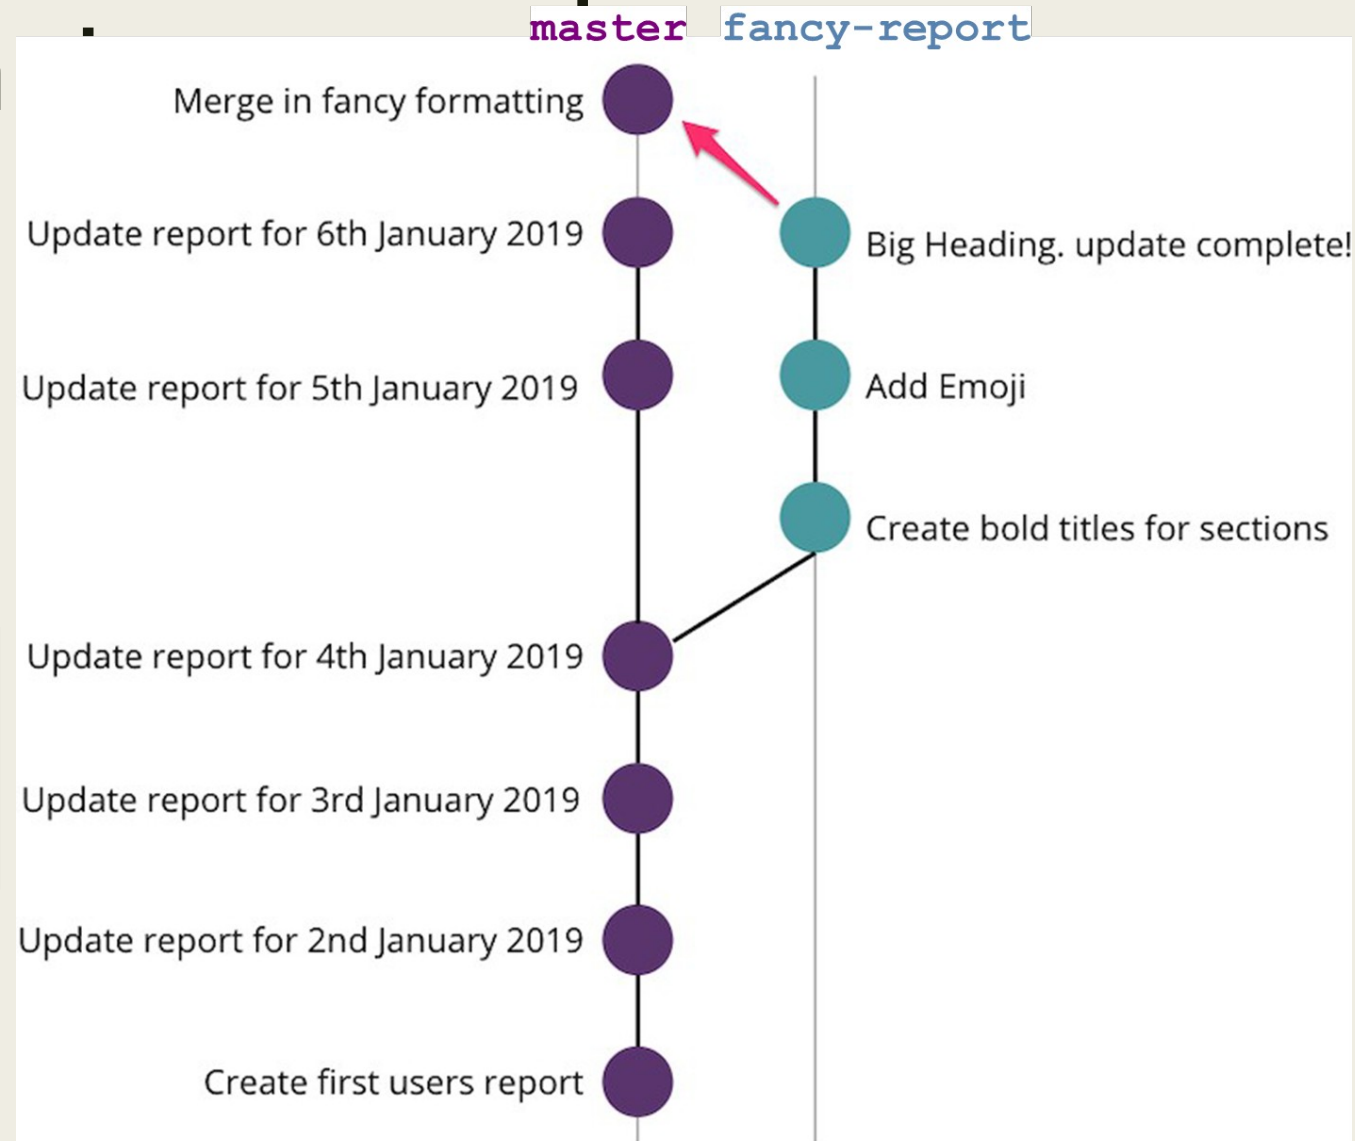 master fancy-report
Merge in fancy formatting
Update report for 6th January 2019
Big Heading. update complete!
Update report for 5th January 2019
Add Emoji
Create bold titles for sections
Update report for 4th January 2019
Update report for 3rd January 2019
Update report for 2nd January 2019
Create first users report